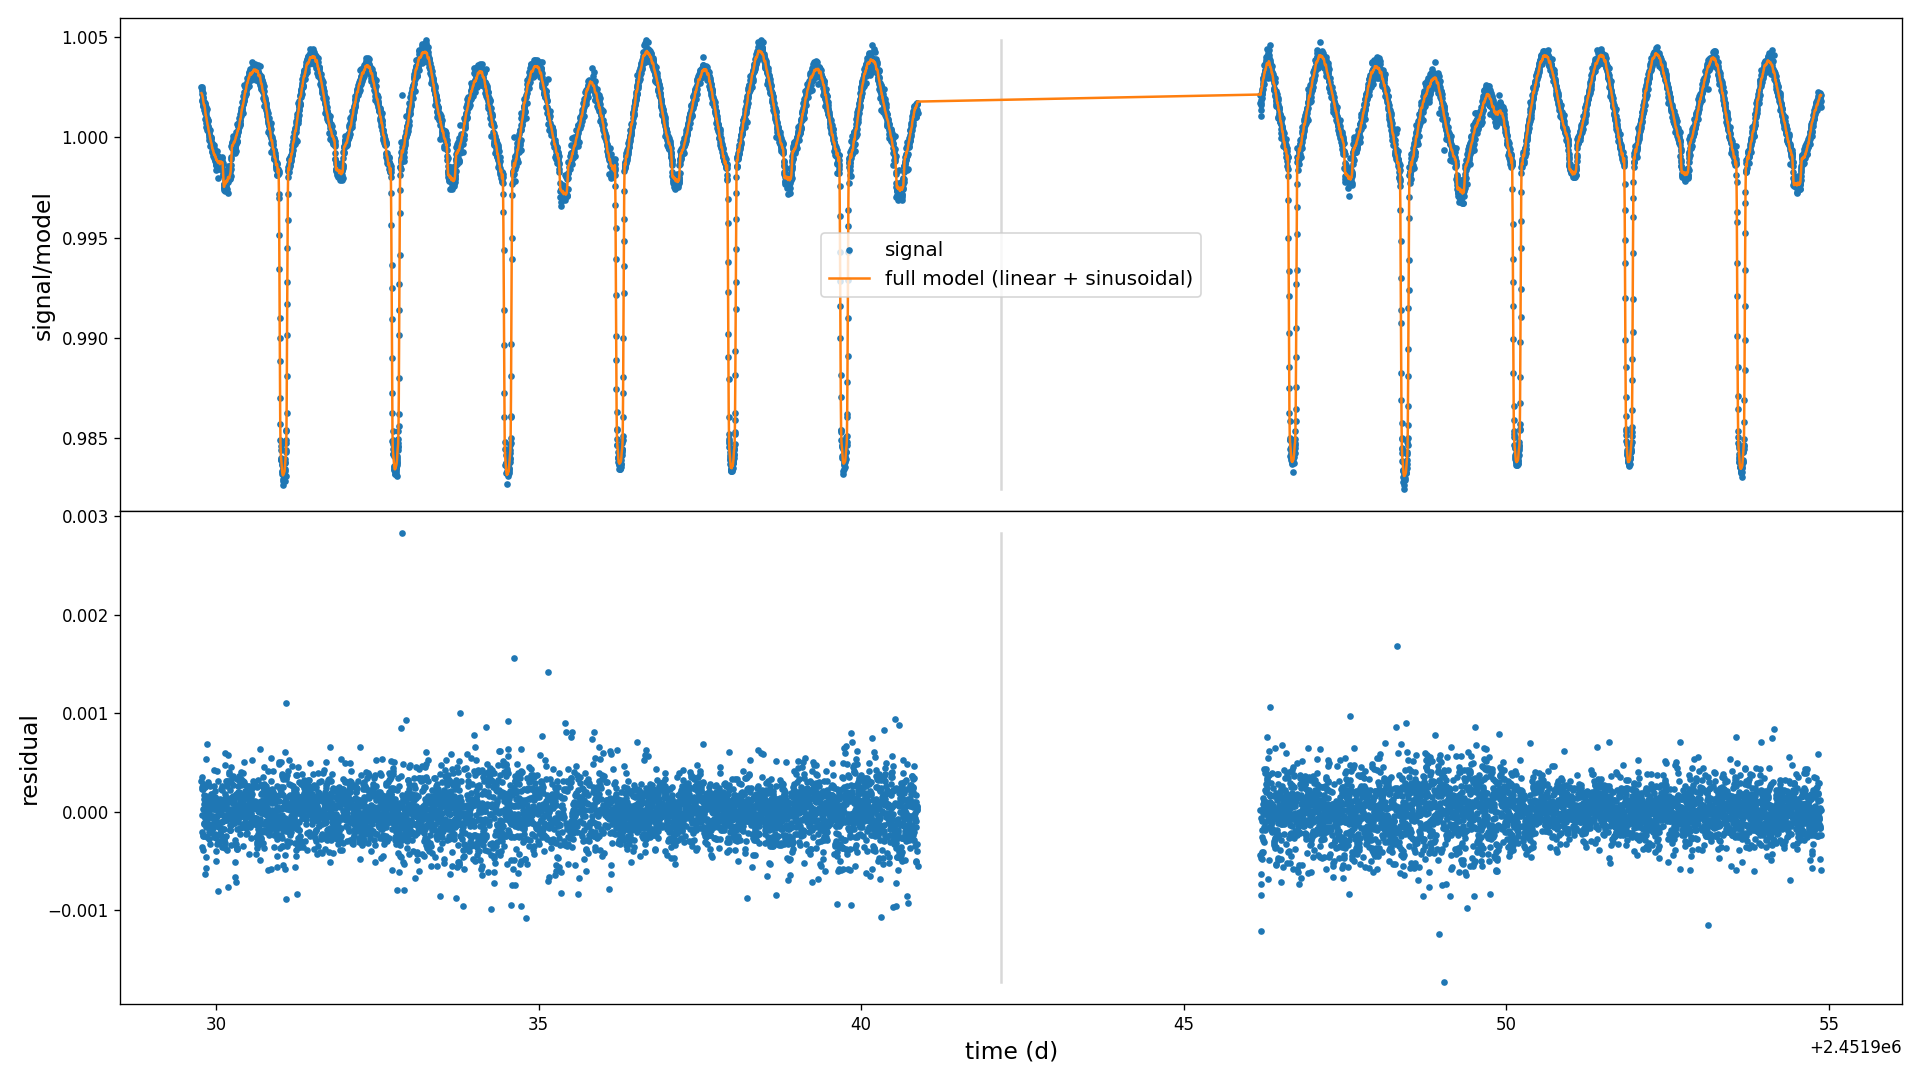 1.005
1.000
0.995
0.990
0.985
signal/model
signal
full model (linear + sinusoidal)
0.003
0.002
0.001
0.000
−0.001
residual
30
35
40
45
50
55
time (d)
+2.4519e6